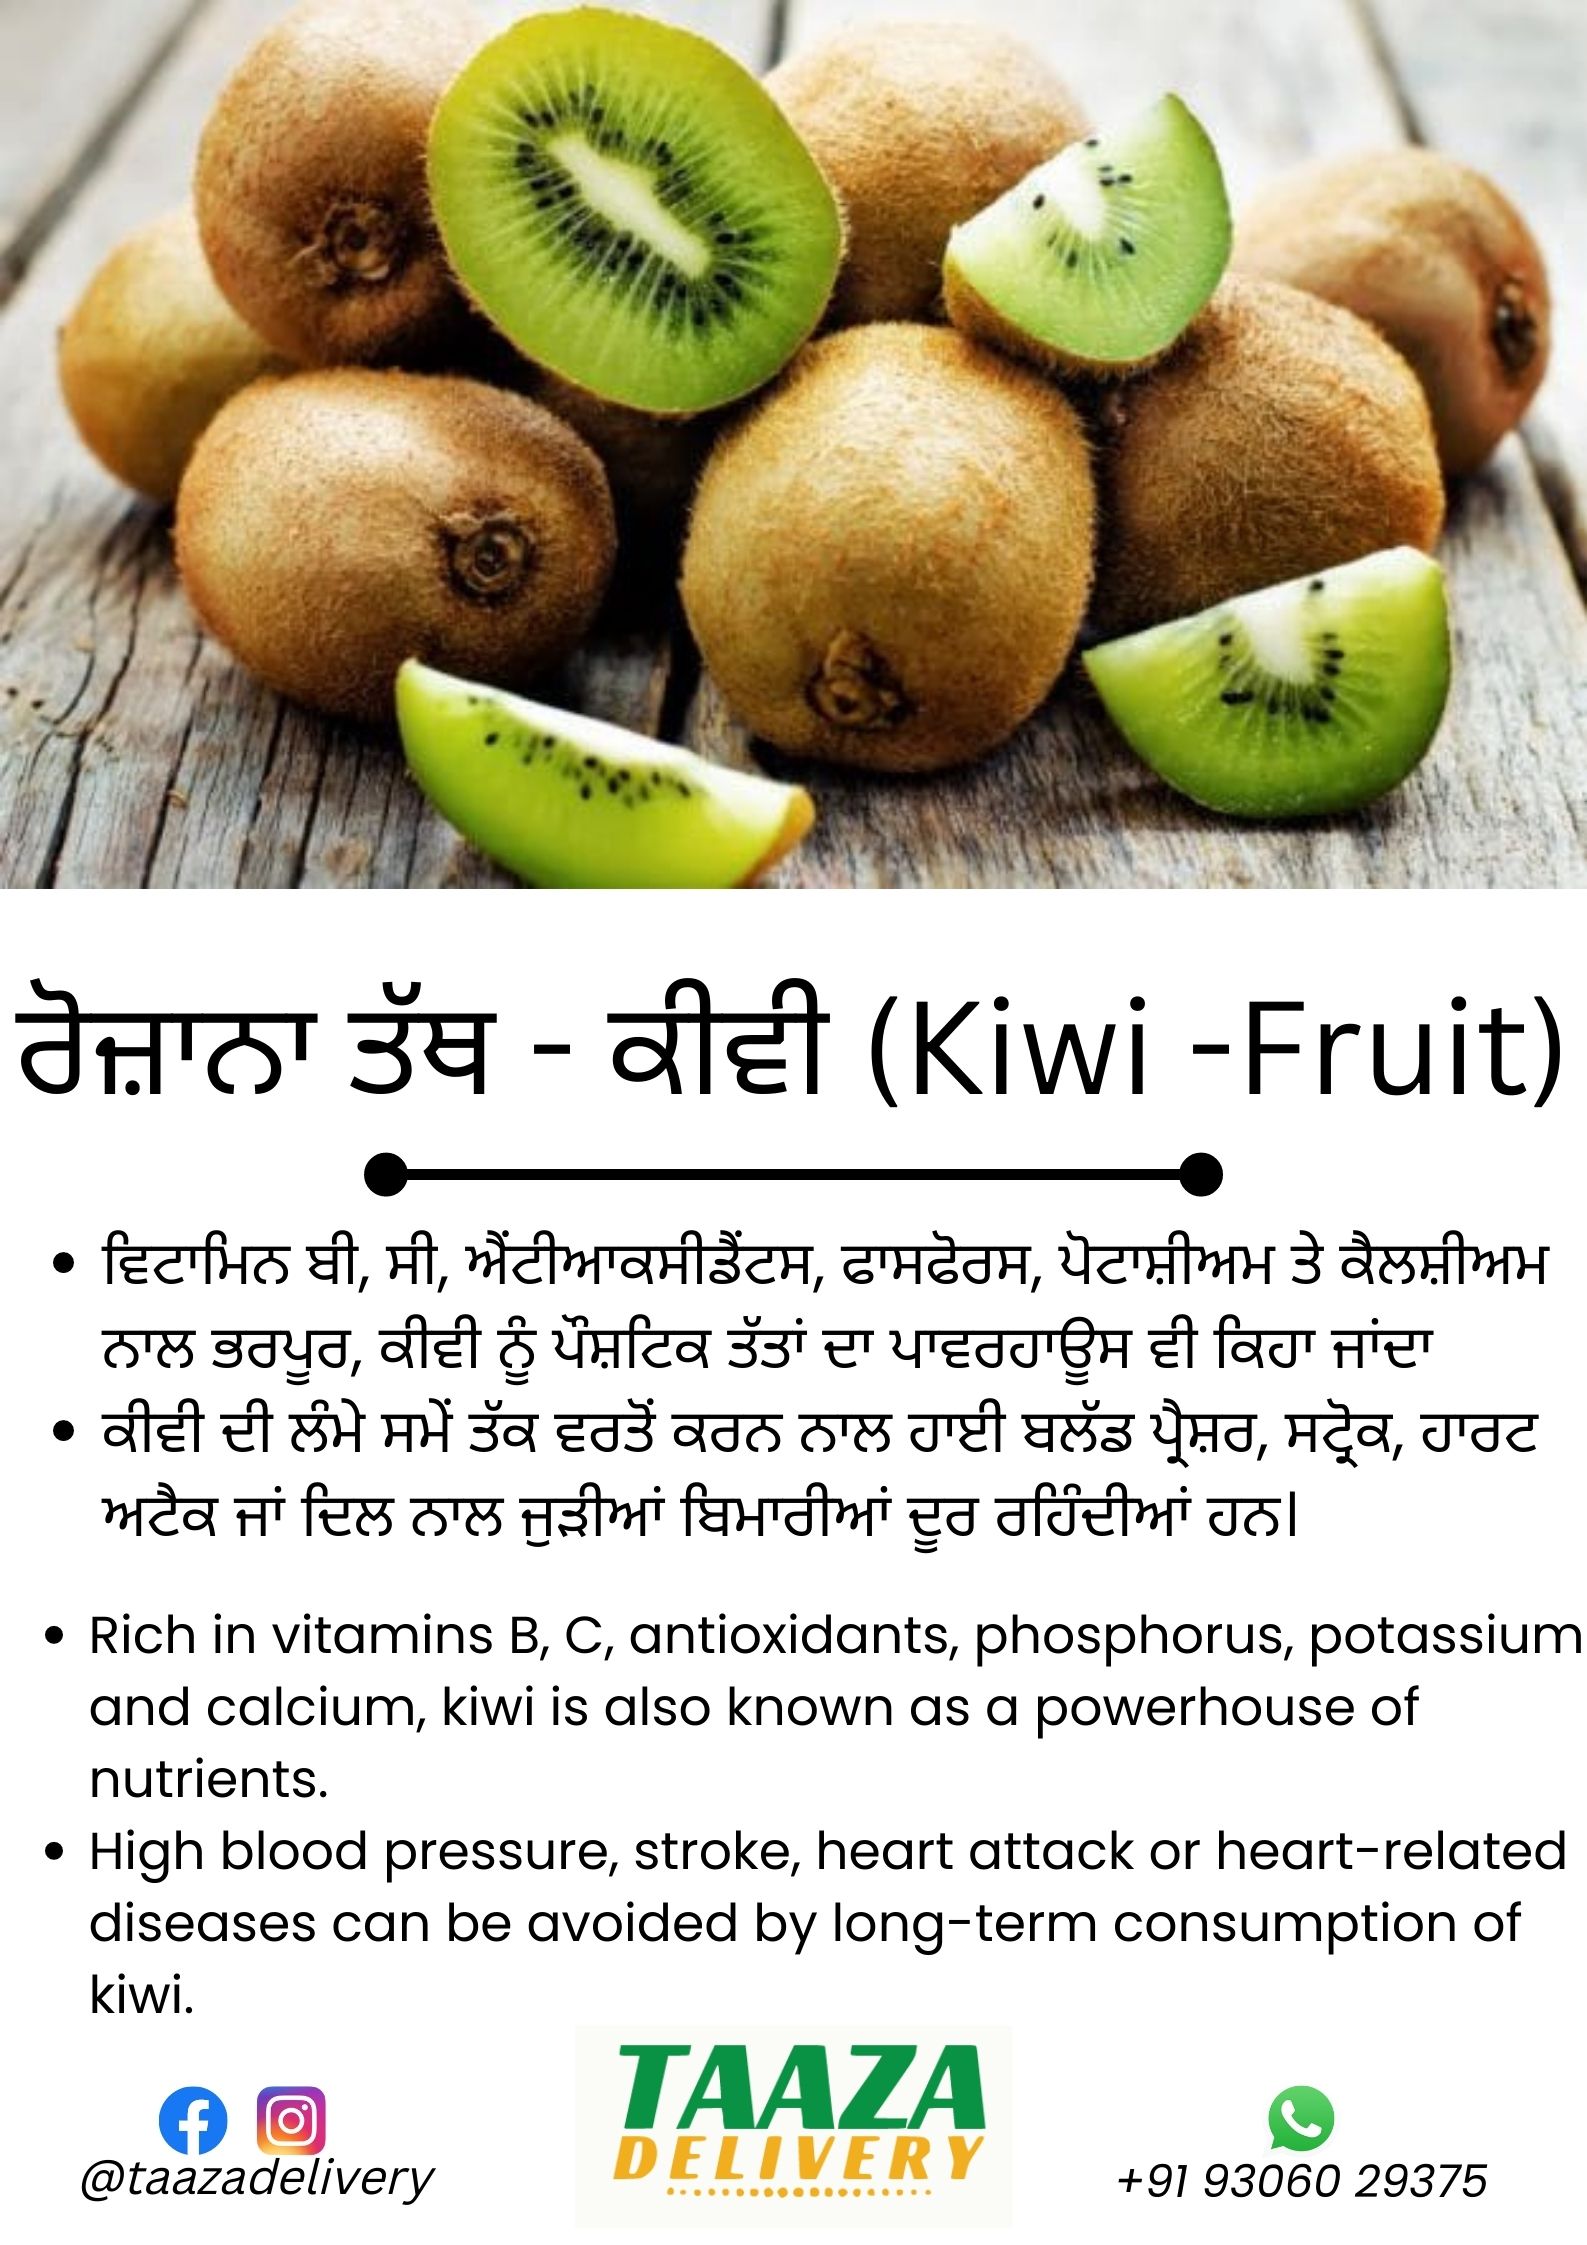 ਰੋਜ਼ਾਨਾ ਤੱਥ - ਕੀਵੀ (Kiwi -Fruit)
• ਵਿਟਾਮਿਨ ਬੀ, ਸੀ, ਐਂਟੀਆਕਸੀਡੈਂਟਸ, ਫਾਸਫੋਰਸ, ਪੋਟਾਸ਼ੀਅਮ ਤੇ ਕੈਲਸ਼ੀਅਮ
ਨਾਲ ਭਰਪੂਰ, ਕੀਵੀ ਨੂੰ ਪੌਸ਼ਟਿਕ ਤੱਤਾਂ ਦਾ ਪਾਵਰਹਾਊਸ ਵੀ ਕਿਹਾ ਜਾਂਦਾ
• ਕੀਵੀ ਦੀ ਲੰਮੇ ਸਮੇਂ ਤੱਕ ਵਰਤੋਂ ਕਰਨ ਨਾਲ ਹਾਈ ਬਲੱਡ ਪ੍ਰੈਸ਼ਰ, ਸਟ੍ਰੋਕ, ਹਾਰਟ
ਅਟੈਕ ਜਾਂ ਦਿਲ ਨਾਲ ਜੁੜੀਆਂ ਬਿਮਾਰੀਆਂ ਦੂਰ ਰਹਿੰਦੀਆਂ ਹਨ।
• Rich in vitamins B, C, antioxidants, phosphorus, potassium
and calcium, kiwi is also known as a powerhouse of
nutrients.
• High blood pressure, stroke, heart attack or heart-related
diseases can be avoided by long-term consumption of
kiwi.
TAAZA
DELIVERY
@taazadelivery
+91 93060 29375